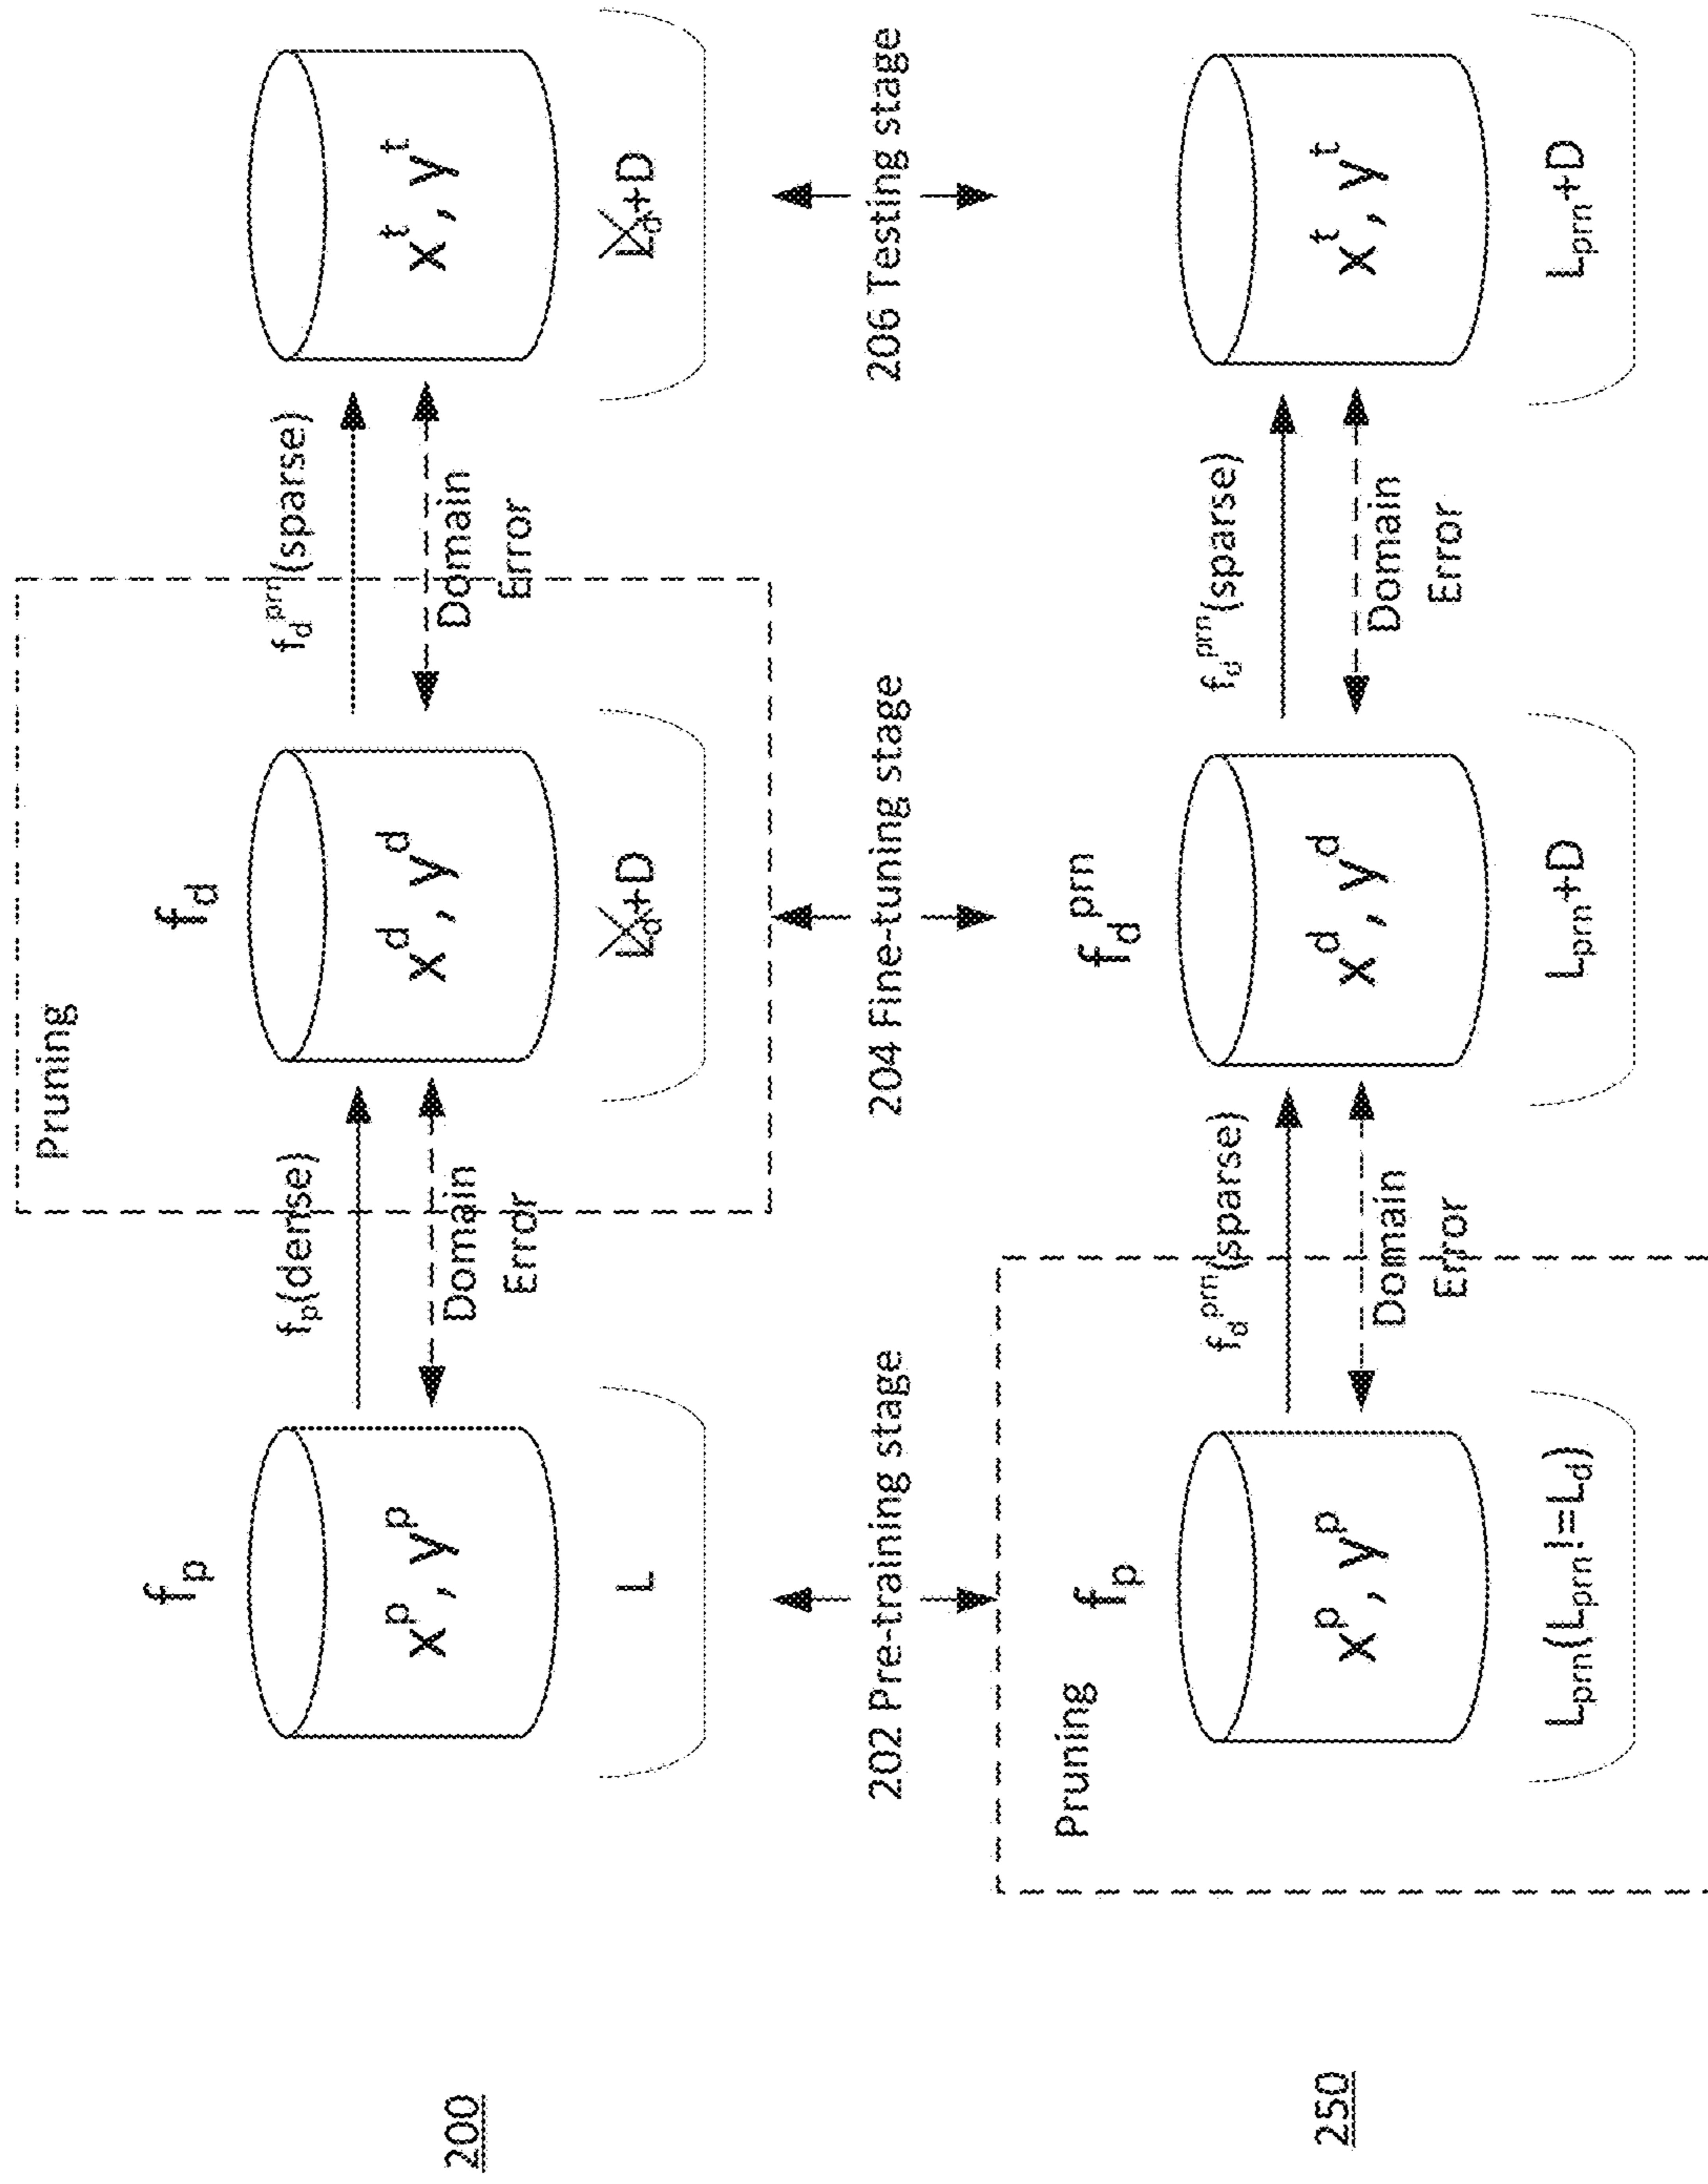 200
Pruning
f_p
f_d
x^p, y^p
f_p(dense)
Domain
Error
x^d, y^d
f_d^prn(sparse)
Domain
Error
x^t, y^t
L
L_d+D
L_d+D
202 Pre-training stage
204 Fine-tuning stage
206 Testing stage
250
Pruning
f_p
f_d^prn
x^p, y^p
f_d^prn(sparse)
Domain
Error
x^d, y^d
f_d^prn(sparse)
Domain
Error
x^t, y^t
L_prn(L_prn!=L_d)
L_prn+D
L_prn+D